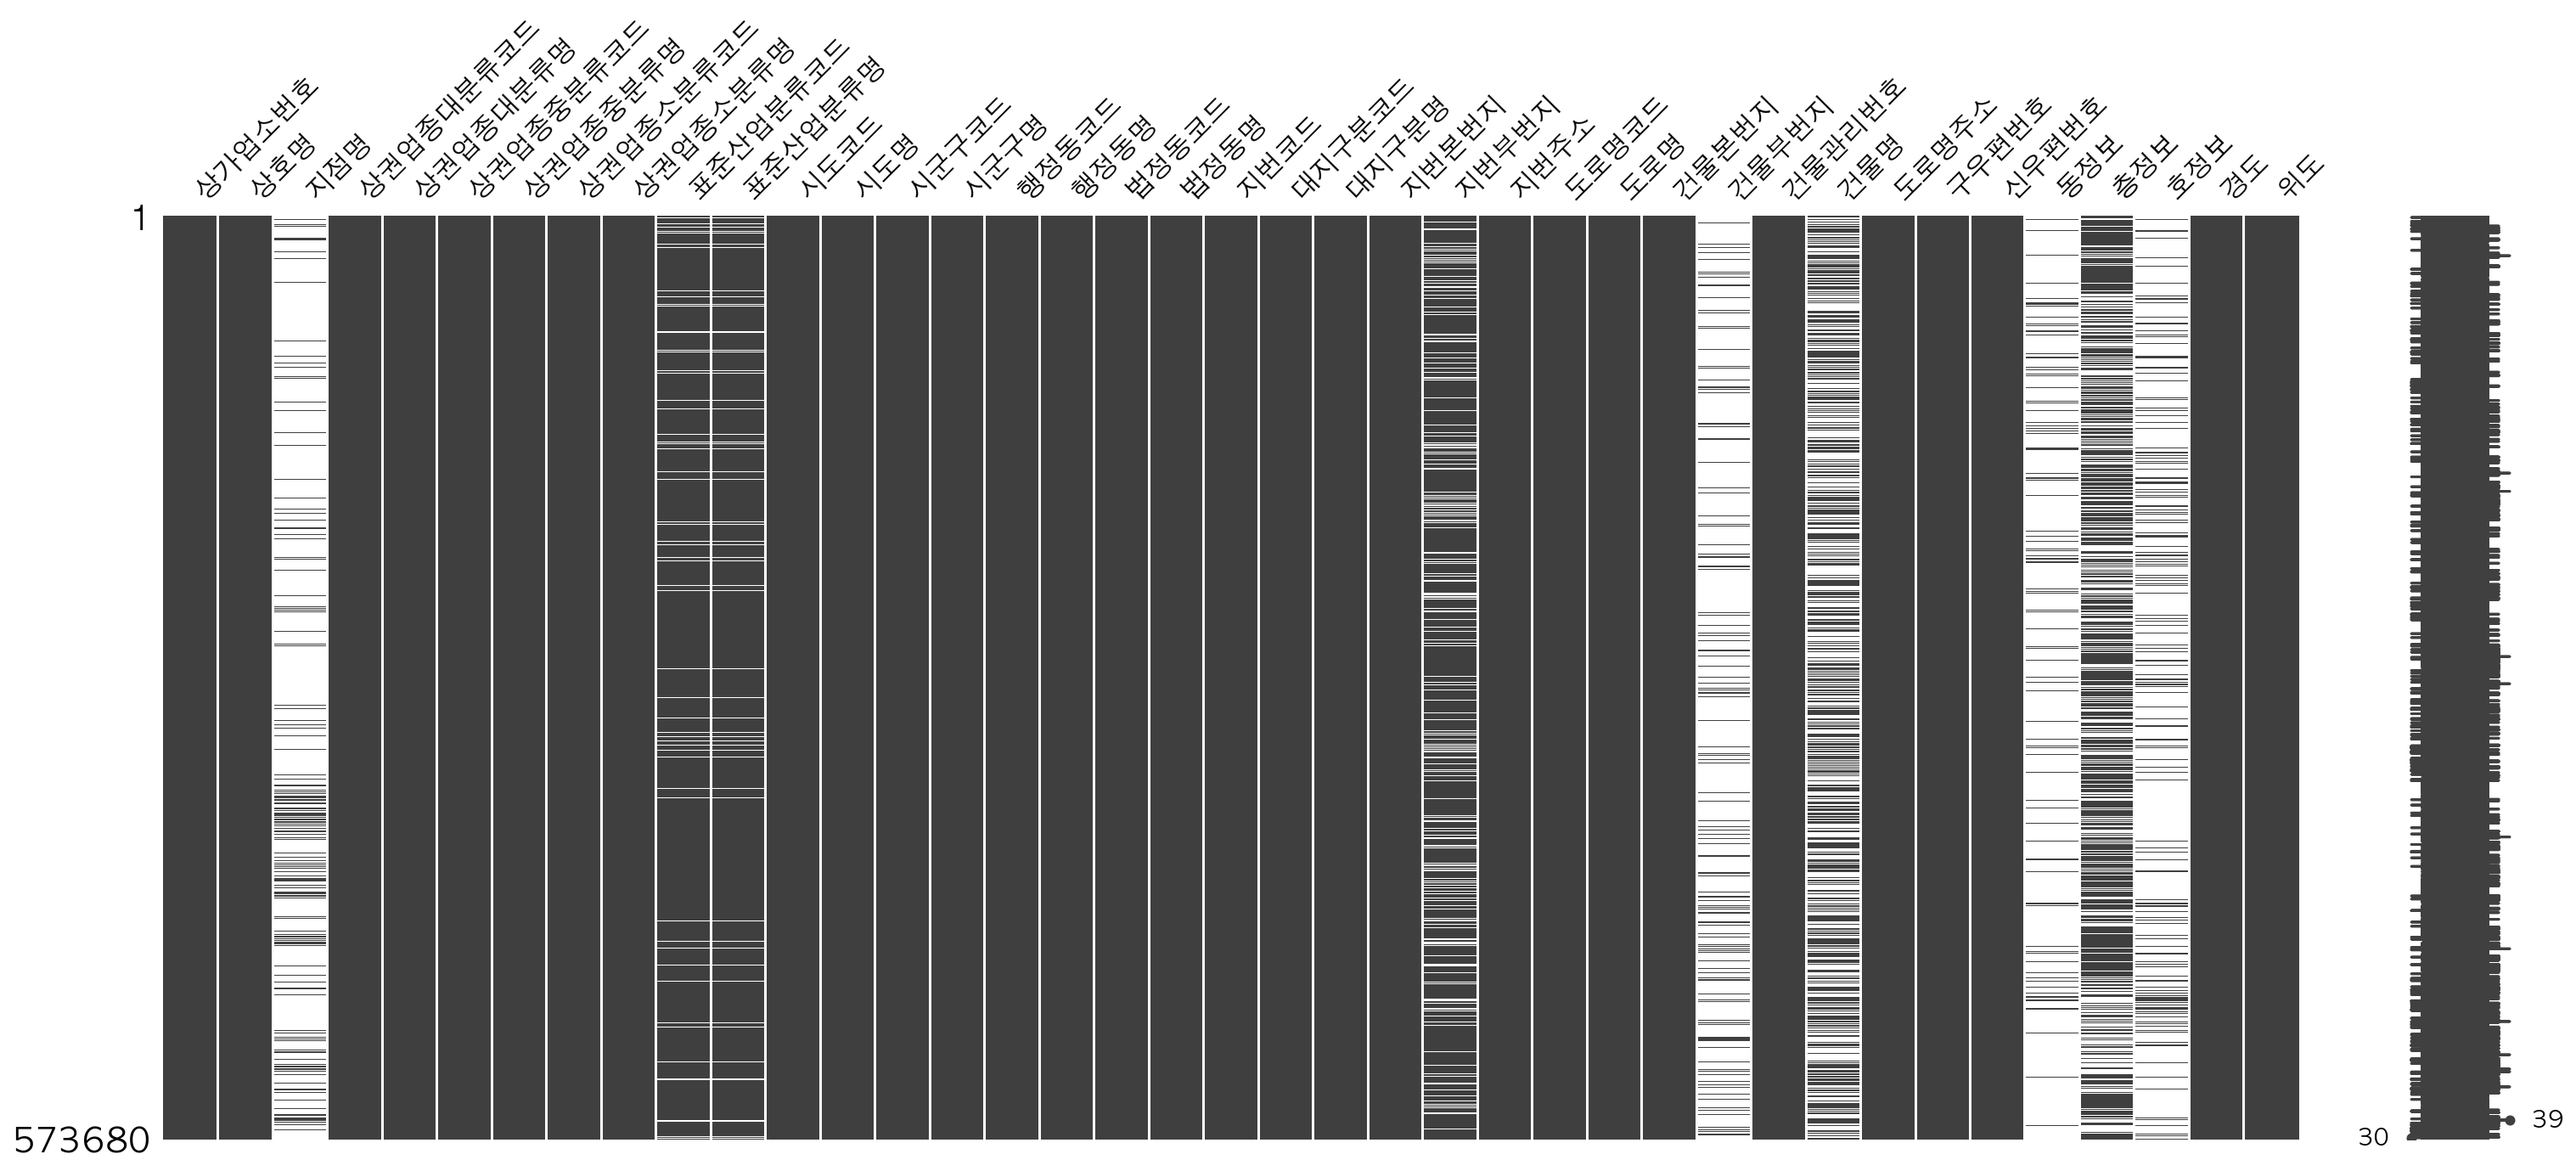 상가업소번호
상호명
지점명
상권업종대분류코드
상권업종대분류명
상권업종중분류코드
상권업종중분류명
상권업종소분류코드
상권업종소분류명
표준산업분류코드
표준산업분류명
시도코드
시도명
시군구코드
시군구명
행정동코드
행정동명
법정동코드
법정동명
지번코드
대지구분코드
대지구분명
지번본번지
지번부번지
지번주소
도로명코드
도로명
건물본번지
건물부번지
건물관리번호
건물명
도로명주소
구우편번호
신우편번호
동정보
층정보
호정보
경도
위도
1
573680
30
39